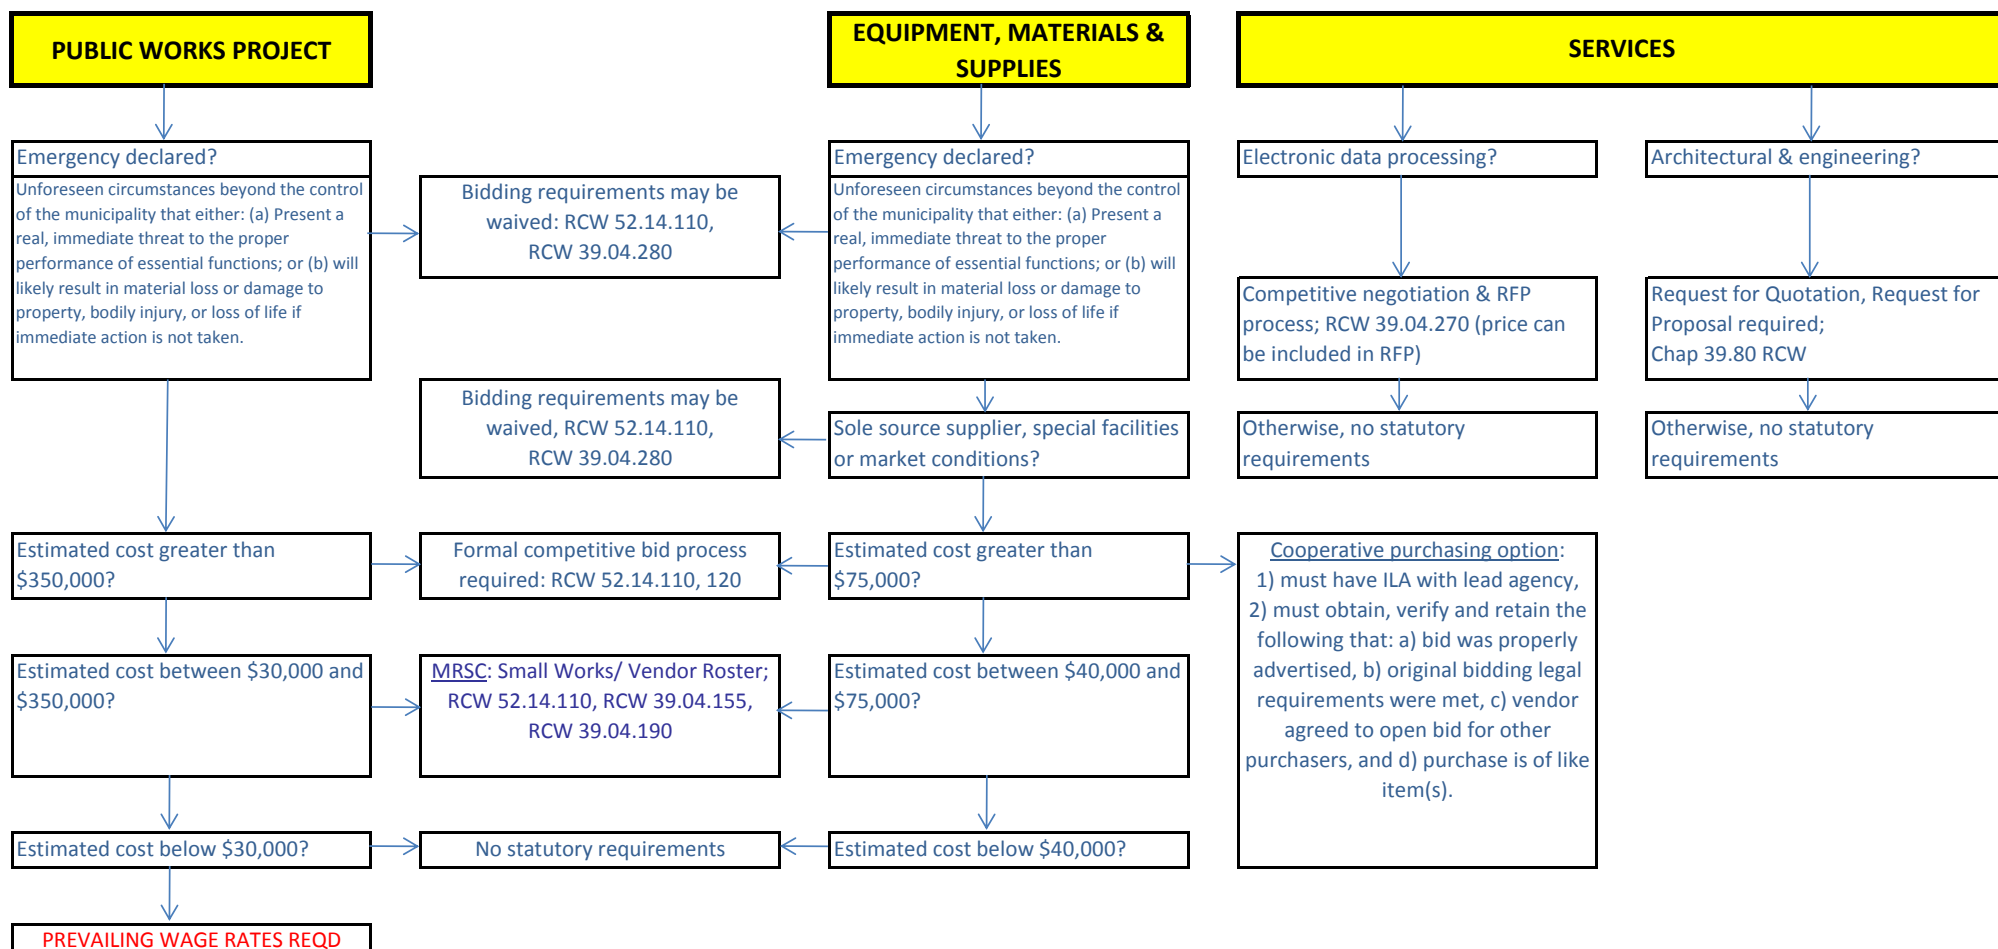 PUBLIC WORKS PROJECT
EQUIPMENT, MATERIALS &
SUPPLIES
SERVICES
Emergency declared?
Unforeseen circumstances beyond the control
of the municipality that either: (a) Present a
real, immediate threat to the proper
performance of essential functions; or (b) will
likely result in material loss or damage to
property, bodily injury, or loss of life if
immediate action is not taken.
Bidding requirements may be
waived: RCW 52.14.110,
RCW 39.04.280
Emergency declared?
Unforeseen circumstances beyond the control
of the municipality that either: (a) Present a
real, immediate threat to the proper
performance of essential functions; or (b) will
likely result in material loss or damage to
property, bodily injury, or loss of life if
immediate action is not taken.
Electronic data processing?
Architectural & engineering?
Competitive negotiation & RFP
process; RCW 39.04.270 (price can
be included in RFP)
Request for Quotation, Request for
Proposal required;
Chap 39.80 RCW
Bidding requirements may be
waived, RCW 52.14.110,
RCW 39.04.280
Sole source supplier, special facilities
or market conditions?
Otherwise, no statutory
requirements
Otherwise, no statutory
requirements
Estimated cost greater than
$350,000?
Formal competitive bid process
required: RCW 52.14.110, 120
Estimated cost greater than
$75,000?
Cooperative purchasing option:
1) must have ILA with lead agency,
2) must obtain, verify and retain the
following that: a) bid was properly
advertised, b) original bidding legal
requirements were met, c) vendor
agreed to open bid for other
purchasers, and d) purchase is of like
item(s).
Estimated cost between $30,000 and
$350,000?
MRSC: Small Works/ Vendor Roster;
RCW 52.14.110, RCW 39.04.155,
RCW 39.04.190
Estimated cost between $40,000 and
$75,000?
Estimated cost below $30,000?
No statutory requirements
Estimated cost below $40,000?
PREVAILING WAGE RATES REQD